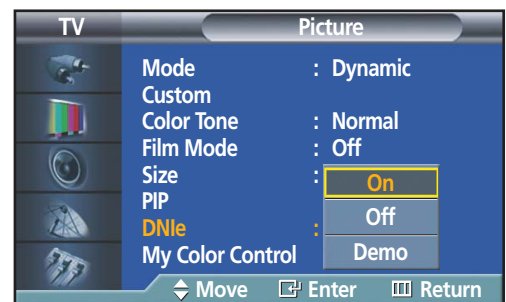 TV Picture
Mode : Dynamic
Custom
Color Tone : Normal
Film Mode : Off
Size :
PIP
DNIe :
My Color Control
On
Off
Demo
Move Enter Return